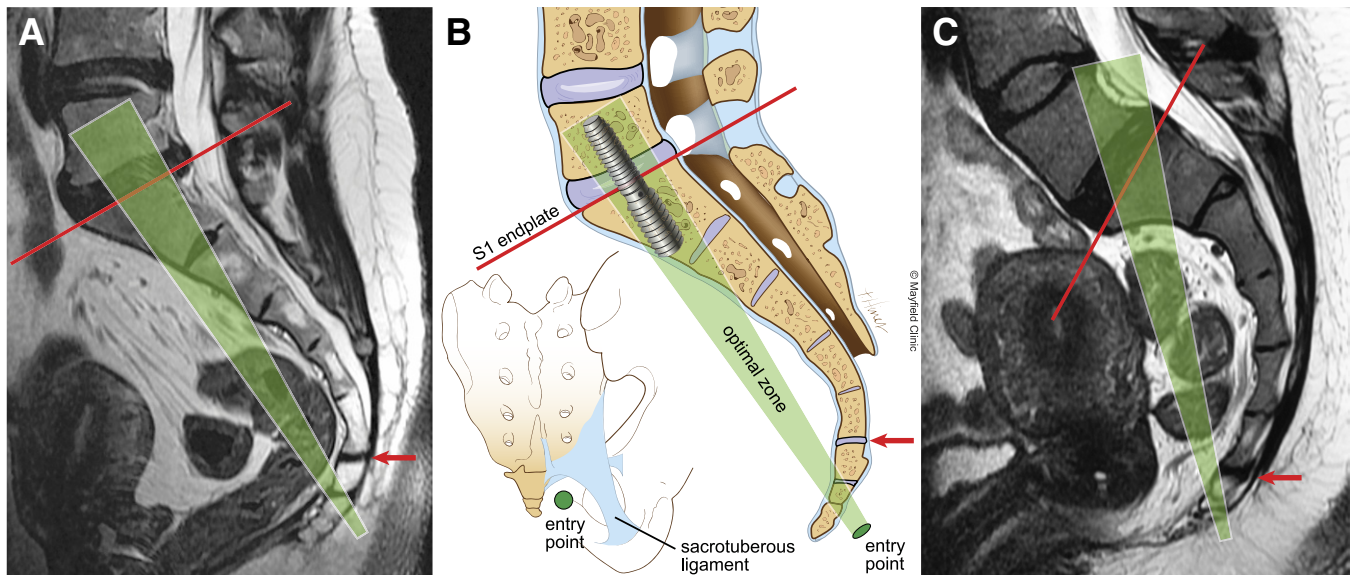 A
B
C
S1 endplate
optimal zone
entry
point
sacrotuberous
ligament
entry
point
© Mayfield Clinic